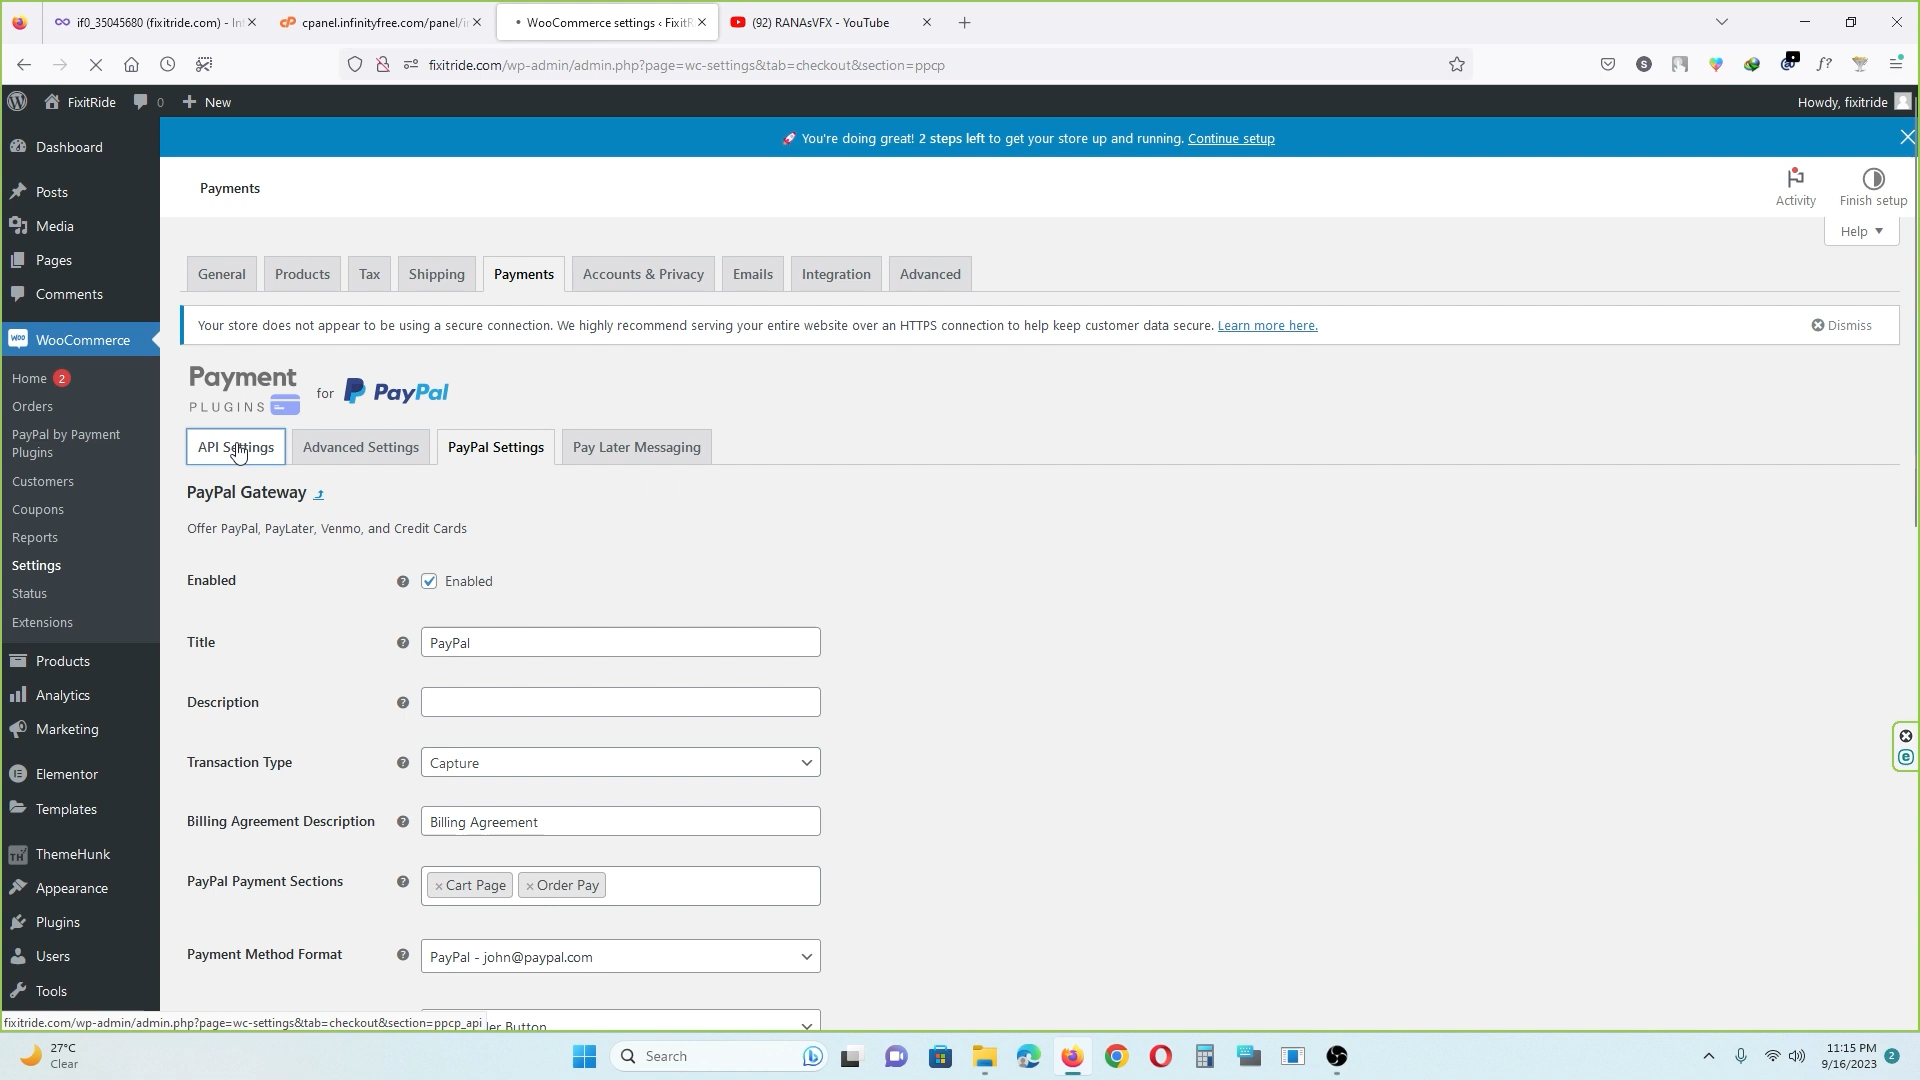 if0_35045680 (fixitride.com) - In
cpanel.infinityfree.com/panel/i
WooCommerce settings ‹ FixitR
(92) RANAsVFX - YouTube
fixitride.com/wp-admin/admin.php?page=wc-settings&tab=checkout&section=ppcp
FixitRide
0
New
Howdy, fixitride
🚀 You're doing great! 2 steps left to get your store up and running. Continue setup
Dashboard
Posts
Media
Pages
Comments
WooCommerce
Home 2
Orders
PayPal by Payment
Plugins
Customers
Coupons
Reports
Settings
Status
Extensions
Products
Analytics
Marketing
Elementor
Templates
ThemeHunk
Appearance
Plugins
Users
Tools
Payments
Activity
Finish setup
Help
General
Products
Tax
Shipping
Payments
Accounts & Privacy
Emails
Integration
Advanced
Your store does not appear to be using a secure connection. We highly recommend serving your entire website over an HTTPS connection to help keep customer data secure. Learn more here.
Dismiss
Payment
PLUGINS
for
PayPal
API Settings
Advanced Settings
PayPal Settings
Pay Later Messaging
PayPal Gateway
Offer PayPal, PayLater, Venmo, and Credit Cards
Enabled
Enabled
Title
PayPal
Description
Transaction Type
Capture
Billing Agreement Description
Billing Agreement
PayPal Payment Sections
× Cart Page
× Order Pay
Payment Method Format
PayPal - john@paypal.com
Button
fixitride.com/wp-admin/admin.php?page=wc-settings&tab=checkout&section=ppcp_api
27°C
Clear
Search
11:15 PM
9/16/2023
2